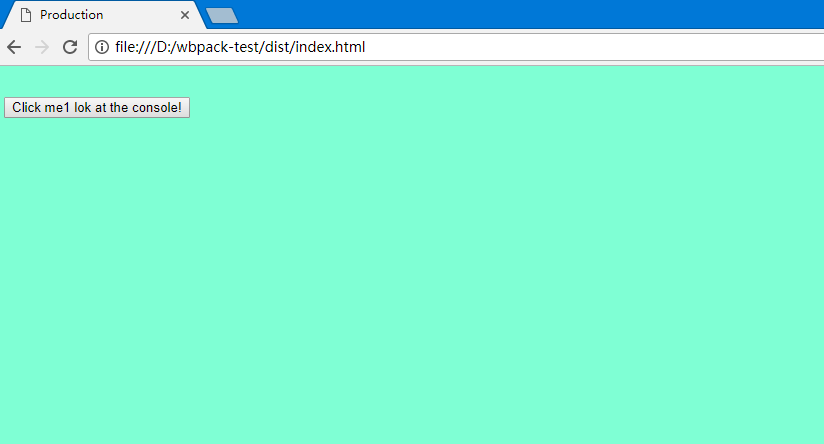 Production
file:///D:/wbpack-test/dist/index.html
Click me1 lok at the console!